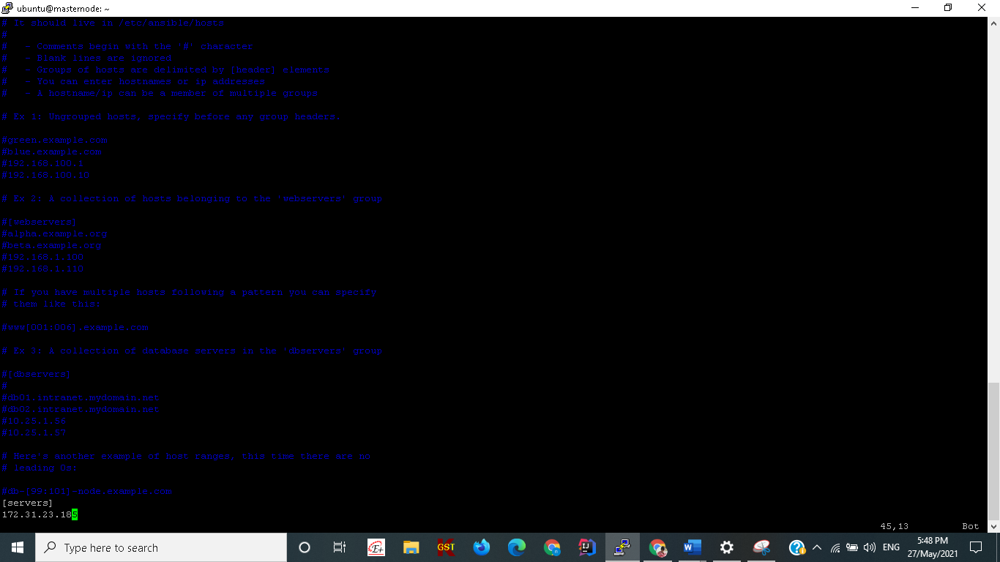 ubuntu@masternode: ~
# It should live in /etc/ansible/hosts
#
#   - Comments begin with the '#' character
#   - Blank lines are ignored
#   - Groups of hosts are delimited by [header] elements
#   - You can enter hostnames or ip addresses
#   - A hostname/ip can be a member of multiple groups
# Ex 1: Ungrouped hosts, specify before any group headers.
#green.example.com
#blue.example.com
#192.168.100.1
#192.168.100.10
# Ex 2: A collection of hosts belonging to the 'webservers' group
#[webservers]
#alpha.example.org
#beta.example.org
#192.168.1.100
#192.168.1.110
# If you have multiple hosts following a pattern you can specify
# them like this:
#www[001:006].example.com
# Ex 3: A collection of database servers in the 'dbservers' group
#[dbservers]
#
#db01.intranet.mydomain.net
#db02.intranet.mydomain.net
#10.25.1.56
#10.25.1.57
# Here's another example of host ranges, this time there are no
# leading 0s:
#db-[99:101]-node.example.com
[servers]
172.31.23.185
45,13 Bot
Type here to search
E+
GST
IJ
W
ENG
5:48 PM
27/May/2021